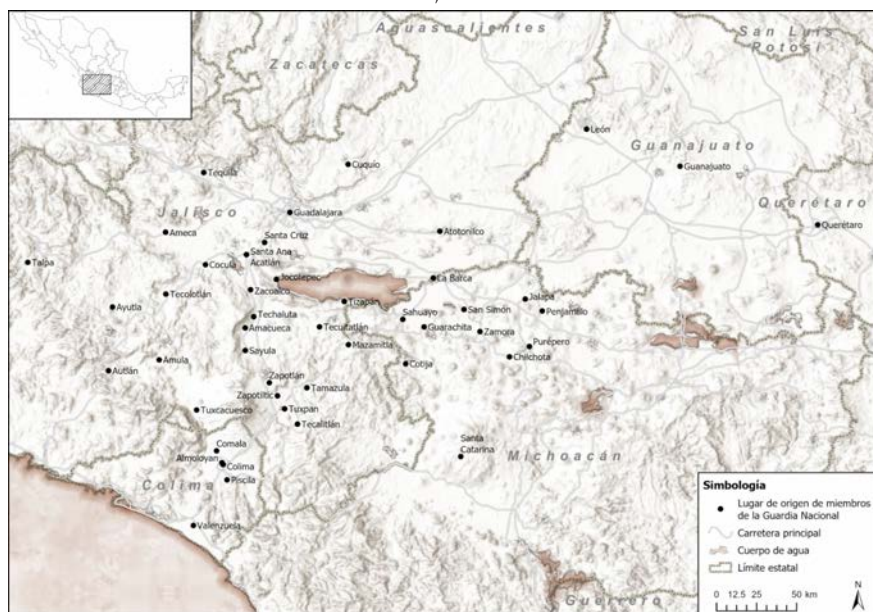 Aguascalientes
San Luis
Potosí
Zacatecas
León
Guanajuato
Guanajuato
Cuquío
Tequila
Querétaro
Querétaro
Jalisco
Guadalajara
Ameca
Santa Cruz
Atotonilco
Santa Ana
Acatlán
Talpa
Cocula
Jocotepec
La Barca
Tecolotlán
Zacoalco
Tizapán
Jalapa
Ayutla
Techaluta
Sahuayo
San Simón
Penjamillo
Amacueca
Tecuitatlán
Guarachita
Zamora
Sayula
Mazamitla
Purépero
Amula
Cotija
Chilchota
Autlán
Zapotlán
Tamazula
Zapotiltic
Tuxcacuesco
Tuxpan
Tecalitlán
Comala
Santa
Catarina
Michoacán
Almoloyan
Colima
Colima
Piscila
Valenzuela
Guerrero
Simbología
Lugar de origen de miembros
de la Guardia Nacional
Carretera principal
Cuerpo de agua
Límite estatal
0 12.5 25 50 km
N